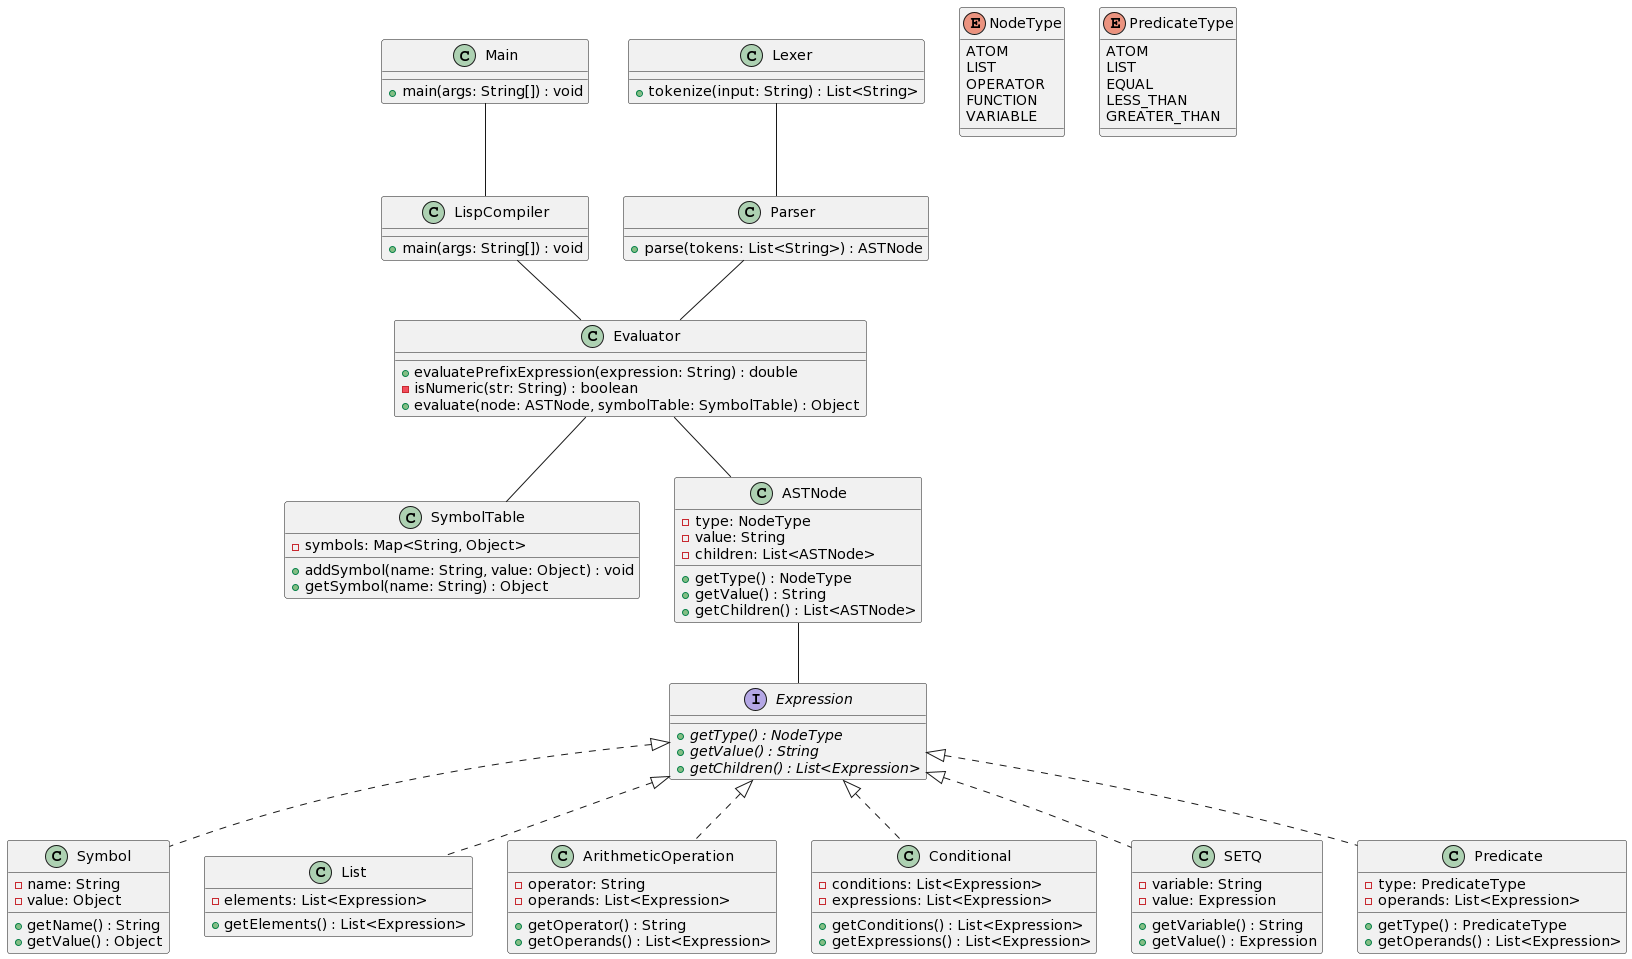 C Main
+ main(args: String[]) : void
C Lexer
tokenize(input: String) : List<String>
E NodeType
ATOM
LIST
OPERATOR
FUNCTION
VARIABLE
E PredicateType
ATOM
LIST
EQUAL
LESS_THAN
GREATER_THAN
C LispCompiler
main(args: String[]) : void
C Parser
parse(tokens: List<String>) : ASTNode
C Evaluator
evaluatePrefixExpression(expression: String) : double
isNumeric(str: String) : boolean
evaluate(node: ASTNode, symbolTable: SymbolTable) : Object
C SymbolTable
symbols: Map<String, Object>
addSymbol(name: String, value: Object) : void
getSymbol(name: String) : Object
C ASTNode
type: NodeType
value: String
children: List<ASTNode>
getType() : NodeType
getValue() : String
getChildren() : List<ASTNode>
I Expression
getType() : NodeType
getValue() : String
getChildren() : List<Expression>
C Symbol
name: String
value: Object
getName() : String
getValue() : Object
C List
elements: List<Expression>
getElements() : List<Expression>
C ArithmeticOperation
operator: String
operands: List<Expression>
getOperator() : String
getOperands() : List<Expression>
C Conditional
conditions: List<Expression>
expressions: List<Expression>
getConditions() : List<Expression>
getExpressions() : List<Expression>
C SETQ
variable: String
value: Expression
getVariable() : String
getValue() : Expression
C Predicate
type: PredicateType
operands: List<Expression>
getType() : PredicateType
getOperands() : List<Expression>